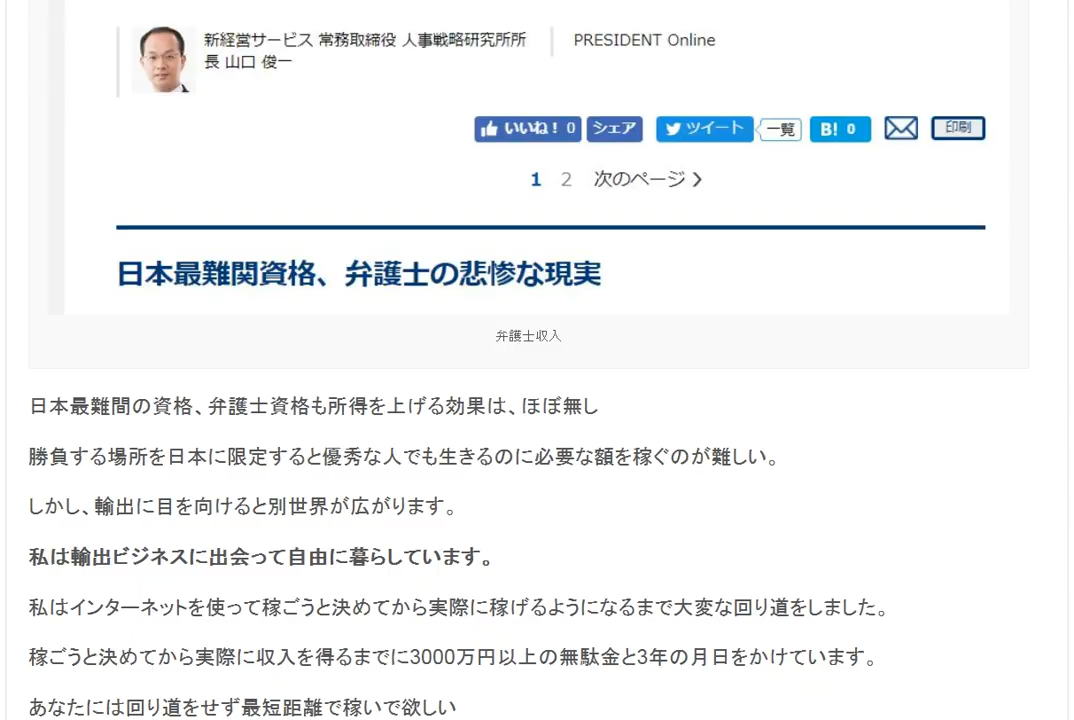 新経営サービス 常務取締役 人事戦略研究所所
長 山口 俊一
PRESIDENT Online
いいね！ 0 シェア ツイート 一覧 B! 0 印刷
1 2 次のページ
日本最難関資格、弁護士の悲惨な現実
弁護士収入
日本最難間の資格、弁護士資格も所得を上げる効果は、ほぼ無し
勝負する場所を日本に限定すると優秀な人でも生きるのに必要な額を稼ぐのが難しい。
しかし、輸出に目を向けると別世界が広がります。
私は輸出ビジネスに出会って自由に暮らしています。
私はインターネットを使って稼ごうと決めてから実際に稼げるようになるまで大変な回り道をしました。
稼ごうと決めてから実際に収入を得るまでに3000万円以上の無駄金と3年の月日をかけています。
あなたには回り道をせず最短距離で稼いで欲しい